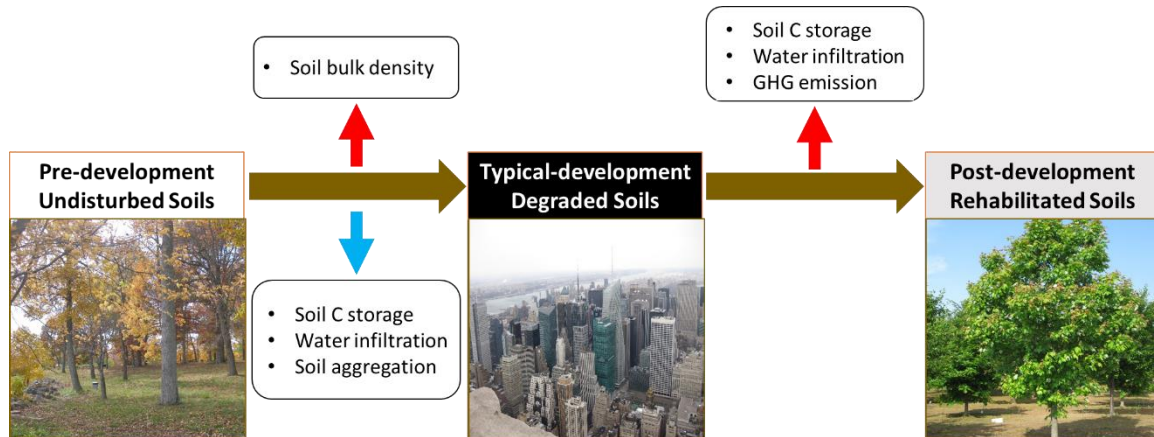 • Soil bulk density
• Soil C storage
• Water infiltration
• GHG emission
Pre-development
Undisturbed Soils
Typical-development
Degraded Soils
Post-development
Rehabilitated Soils
• Soil C storage
• Water infiltration
• Soil aggregation